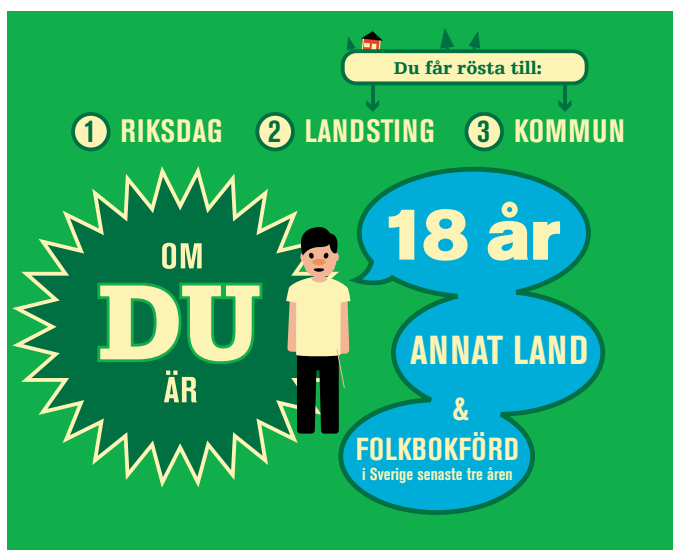 Du får rösta till:
1 RIKSDAG 2 LANDSTING 3 KOMMUN
OM
DU
ÄR
18 år
ANNAT LAND
&
FOLKBOKFÖRD
i Sverige senaste tre åren